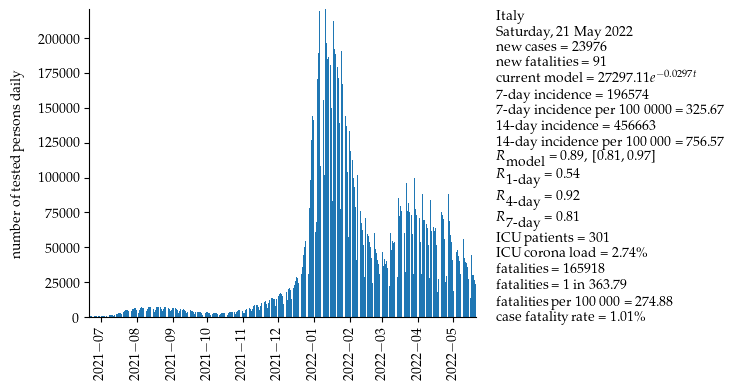 number of tested persons daily
200000
175000
150000
125000
100000
75000
50000
25000
0
2021−07
2021−08
2021−09
2021−10
2021−11
2021−12
2022−01
2022−02
2022−03
2022−04
2022−05
Italy
Saturday, 21 May 2022
new cases = 23976
new fatalities = 91
current model = 27297.11e^{−0.0297t}
7-day incidence = 196574
7-day incidence per 100 0000 = 325.67
14-day incidence = 456663
14-day incidence per 100 000 = 756.57
R_model = 0.89, [0.81, 0.97]
R_1-day = 0.54
R_4-day = 0.92
R_7-day = 0.81
ICU patients = 301
ICU corona load = 2.74%
fatalities = 165918
fatalities = 1 in 363.79
fatalities per 100 000 = 274.88
case fatality rate = 1.01%